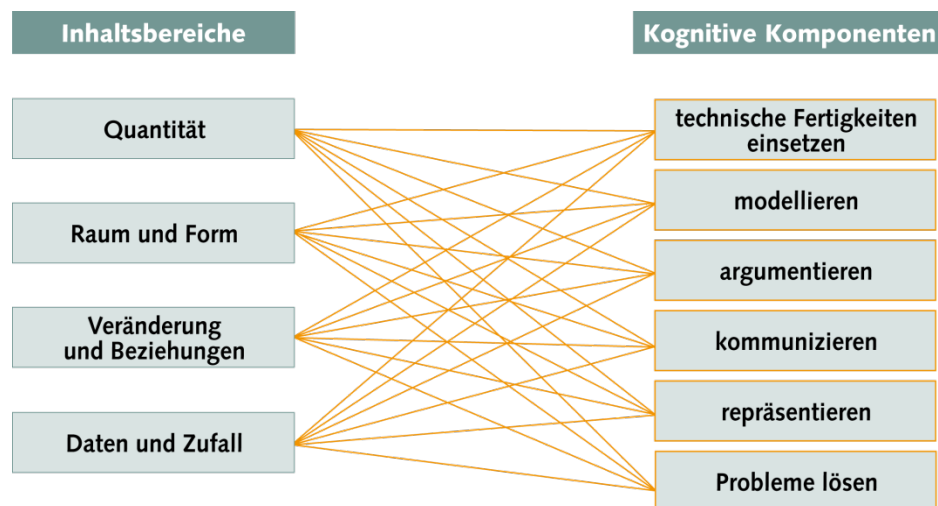 Inhaltsbereiche
Kognitive Komponenten
Quantität
Raum und Form
Veränderung
und Beziehungen
Daten und Zufall
technische Fertigkeiten
einsetzen
modellieren
argumentieren
kommunizieren
repräsentieren
Probleme lösen